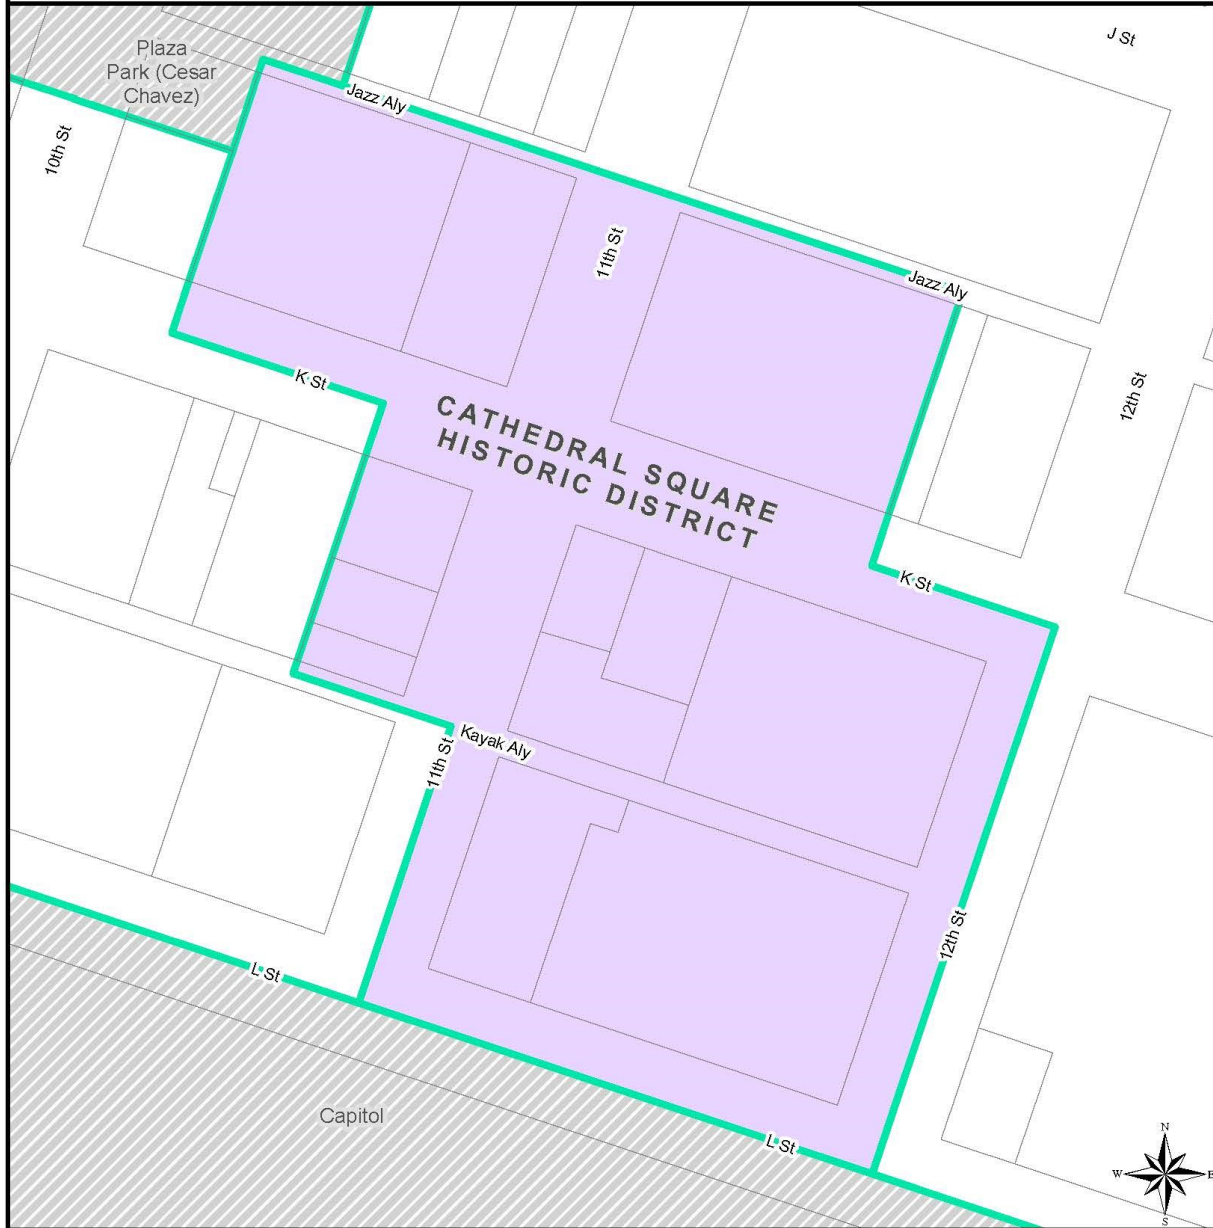 J St
Plaza
Park (Cesar
Chavez)
Jazz Aly
10th St
11th St
Jazz Aly
K St
12th St
CATHEDRAL SQUARE
HISTORIC DISTRICT
K St
Kayak Aly
11th St
12th St
L St
Capitol
L St
N
W
E
S